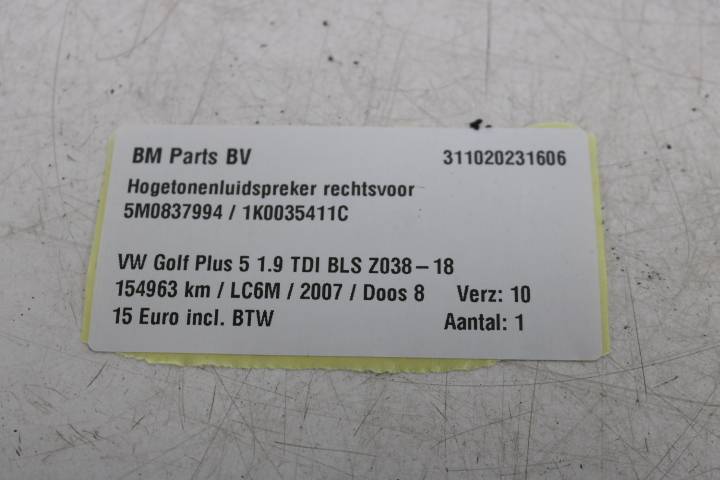 BM Parts BV 311020231606
Hogetonenluidspreker rechtsvoor
5M0837994 / 1K0035411C
VW Golf Plus 5 1.9 TDI BLS Z038-18
154963 km / LC6M / 2007 / Doos 8 Verz: 10
15 Euro incl. BTW Aantal: 1